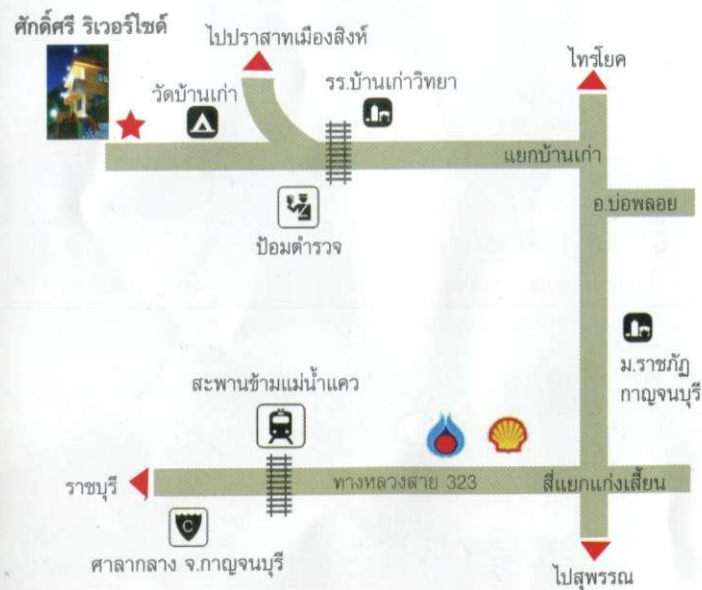 ศักดิ์ศรี ริเวอร์ไซด์
ไปปราสาทเมืองสิงห์
ไทรโยค
วัดบ้านเก่า
รร.บ้านเก่าวิทยา
แยกบ้านเก่า
อ.บ่อพลอย
ป้อมตำรวจ
ม.ราชภัฏ
กาญจนบุรี
สะพานข้ามแม่น้ำแคว
ราชบุรี
ทางหลวงสาย 323
สี่แยกแก่งเสี้ยน
C
ศาลากลาง จ.กาญจนบุรี
ไปสุพรรณ